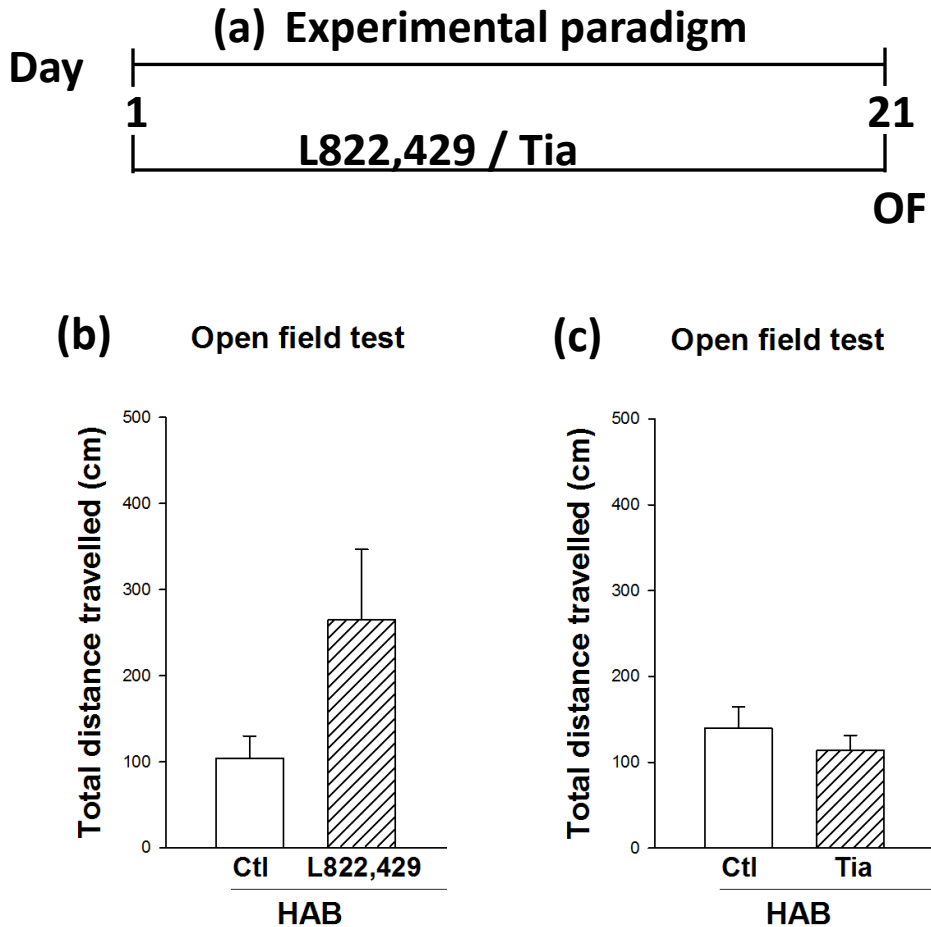 (a) Experimental paradigm
Day
1 21
L822,429 / Tia
OF
(b) Open field test
Total distance travelled (cm)
500
400
300
200
100
0
Ctl L822,429
HAB
(c) Open field test
Total distance travelled (cm)
500
400
300
200
100
0
Ctl Tia
HAB